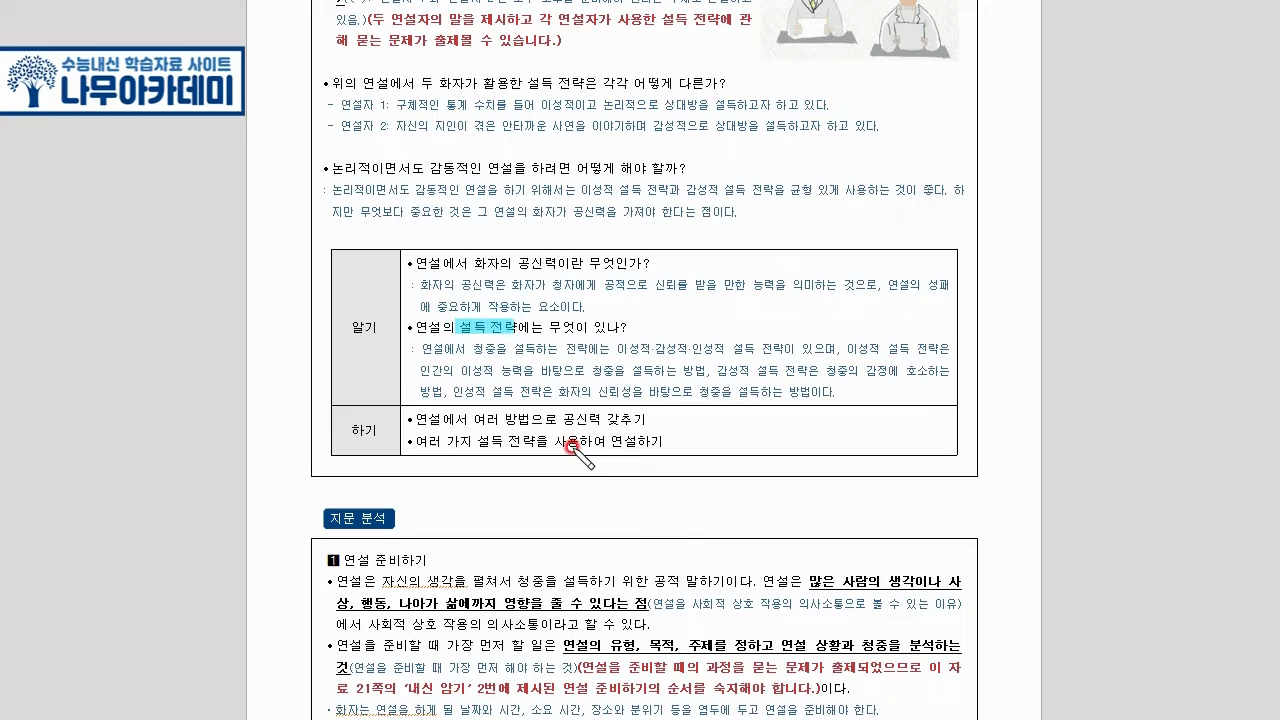 수능내신 학습자료 사이트
나무아카데미
있음.)(두 연설자의 말을 제시하고 각 연설자가 사용한 설득 전략에 관
해 묻는 문제가 출제될 수 있습니다.)
• 위의 연설에서 두 화자가 활용한 설득 전략은 각각 어떻게 다른가?
- 연설자 1: 구체적인 통계 수치를 들어 이성적이고 논리적으로 상대방을 설득하고자 하고 있다.
- 연설자 2: 자신의 지인이 겪은 안타까운 사연을 이야기하며 감성적으로 상대방을 설득하고자 하고 있다.
• 논리적이면서도 감동적인 연설을 하려면 어떻게 해야 할까?
: 논리적이면서도 감동적인 연설을 하기 위해서는 이성적 설득 전략과 감성적 설득 전략을 균형 있게 사용하는 것이 좋다. 하
지만 무엇보다 중요한 것은 그 연설의 화자가 공신력을 가져야 한다는 점이다.
알기
• 연설에서 화자의 공신력이란 무엇인가?
: 화자의 공신력은 화자가 청자에게 공적으로 신뢰를 받을 만한 능력을 의미하는 것으로, 연설의 성패
에 중요하게 작용하는 요소이다.
• 연설의 설득 전략에는 무엇이 있나?
: 연설에서 청중을 설득하는 전략에는 이성적·감성적·인성적 설득 전략이 있으며, 이성적 설득 전략은
인간의 이성적 능력을 바탕으로 청중을 설득하는 방법, 감성적 설득 전략은 청중의 감정에 호소하는
방법, 인성적 설득 전략은 화자의 신뢰성을 바탕으로 청중을 설득하는 방법이다.
하기
• 연설에서 여러 방법으로 공신력 갖추기
• 여러 가지 설득 전략을 사용하여 연설하기
지문 분석
1 연설 준비하기
• 연설은 자신의 생각을 펼쳐서 청중을 설득하기 위한 공적 말하기이다. 연설은 많은 사람의 생각이나 사
상, 행동, 나아가 삶에까지 영향을 줄 수 있다는 점(연설을 사회적 상호 작용의 의사소통으로 볼 수 있는 이유)
에서 사회적 상호 작용의 의사소통이라고 할 수 있다.
• 연설을 준비할 때 가장 먼저 할 일은 연설의 유형, 목적, 주제를 정하고 연설 상황과 청중을 분석하는
것(연설을 준비할 때 가장 먼저 해야 하는 것)(연설을 준비할 때의 과정을 묻는 문제가 출제되었으므로 이 자
료 21쪽의 '내신 암기' 2번에 제시된 연설 준비하기의 순서를 숙지해야 합니다.)이다.
· 화자는 연설을 하게 될 날짜와 시간, 소요 시간, 장소와 분위기 등을 염두에 두고 연설을 준비해야 한다.